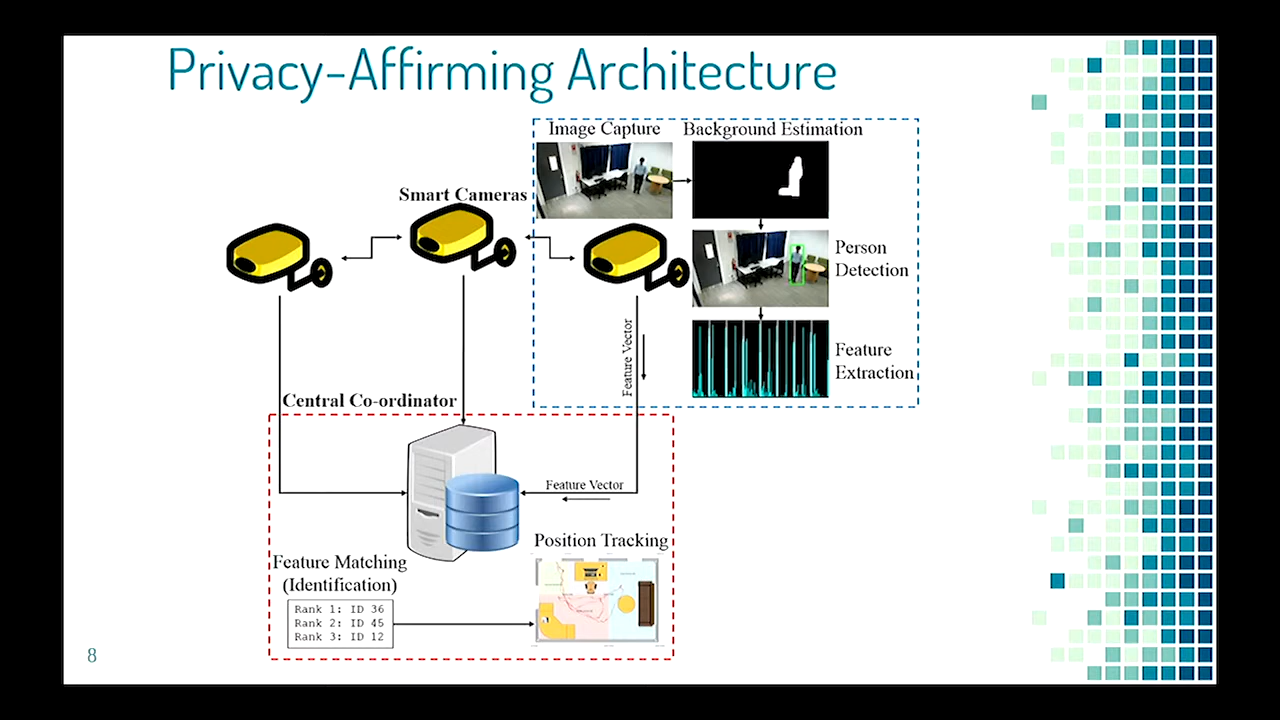 Privacy-Affirming Architecture
Image Capture
Background Estimation
Smart Cameras
Person
Detection
Feature Vector
Feature
Extraction
Central Co-ordinator
Feature Vector
Position Tracking
Feature Matching
(Identification)
Rank 1: ID 36
Rank 2: ID 45
Rank 3: ID 12
8